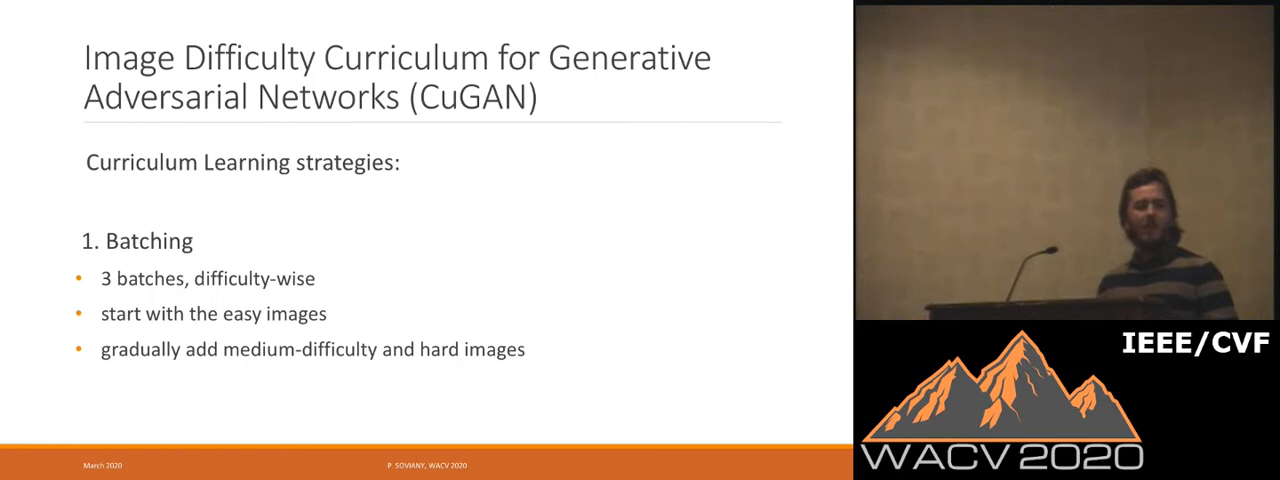 Image Difficulty Curriculum for Generative
Adversarial Networks (CuGAN)
Curriculum Learning strategies:
1. Batching
• 3 batches, difficulty-wise
• start with the easy images
• gradually add medium-difficulty and hard images
March 2020
P. SOVIANY, WACV 2020
IEEE/CVF
WACV 2020